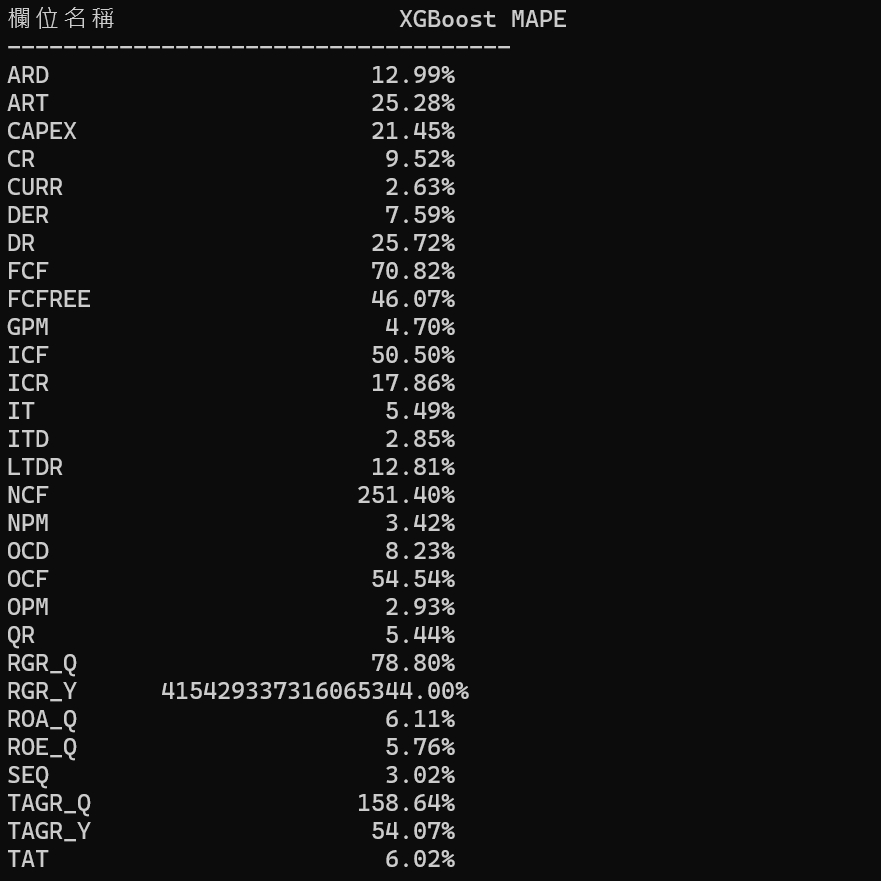 欄位名稱 XGBoost MAPE
------------------------------------
ARD 12.99%
ART 25.28%
CAPEX 21.45%
CR 9.52%
CURR 2.63%
DER 7.59%
DR 25.72%
FCF 70.82%
FCFREE 46.07%
GPM 4.70%
ICF 50.50%
ICR 17.86%
IT 5.49%
ITD 2.85%
LTDR 12.81%
NCF 251.40%
NPM 3.42%
OCD 8.23%
OCF 54.54%
OPM 2.93%
QR 5.44%
RGR_Q 78.80%
RGR_Y 415429337316065344.00%
ROA_Q 6.11%
ROE_Q 5.76%
SEQ 3.02%
TAGR_Q 158.64%
TAGR_Y 54.07%
TAT 6.02%